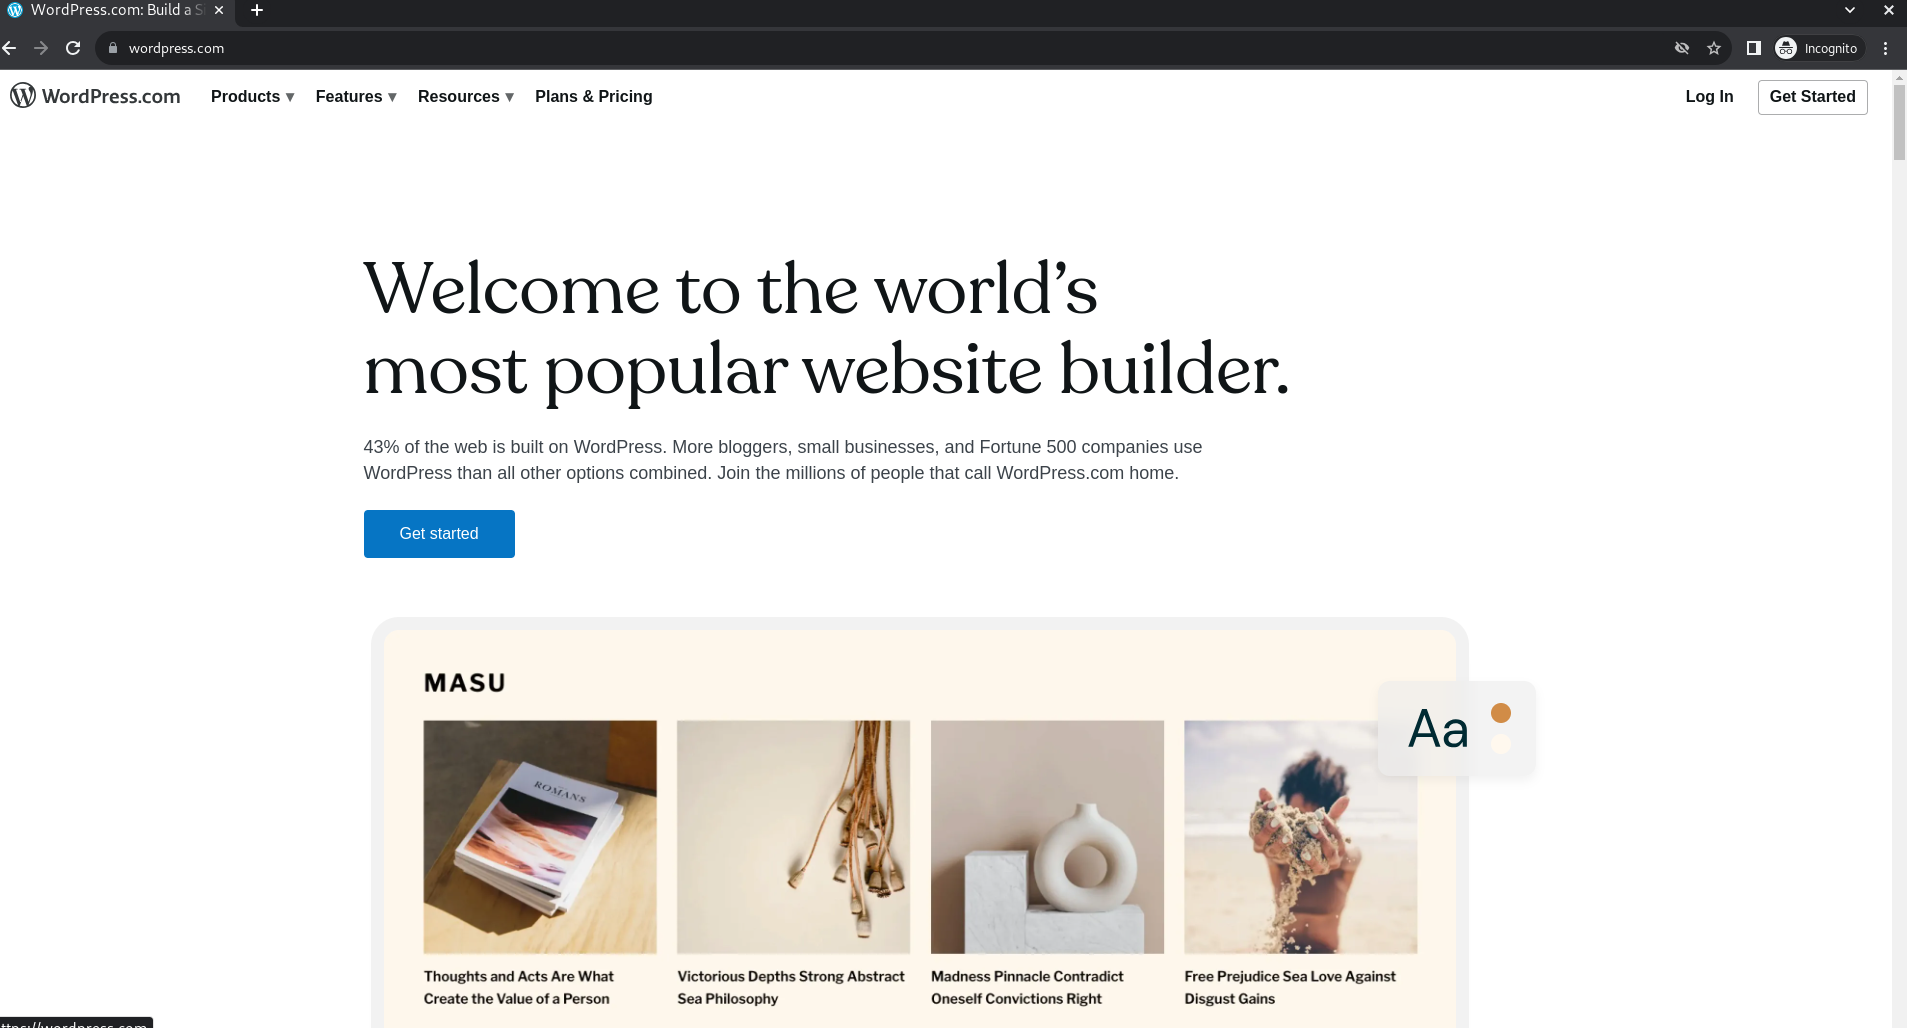 WordPress.com: Build a
wordpress.com
Incognito
WordPress.com
Products ▾
Features ▾
Resources ▾
Plans & Pricing
Log In
Get Started
Welcome to the world’s
most popular website builder.
43% of the web is built on WordPress. More bloggers, small businesses, and Fortune 500 companies use
WordPress than all other options combined. Join the millions of people that call WordPress.com home.
Get started
MASU
Aa
ROMANS
Thoughts and Acts Are What
Create the Value of a Person
Victorious Depths Strong Abstract
Sea Philosophy
Madness Pinnacle Contradict
Oneself Convictions Right
Free Prejudice Sea Love Against
Disgust Gains